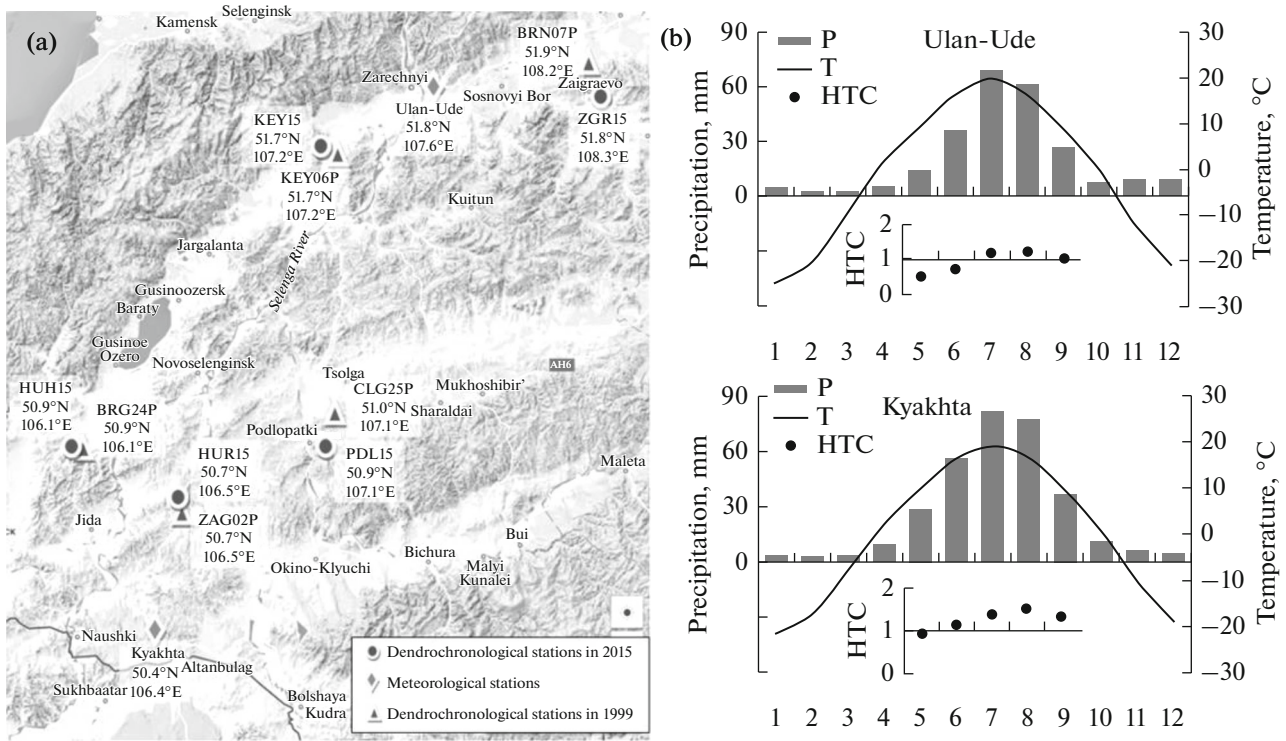 (a)
Selenginsk
Kamensk
BRN07P
51.9°N
108.2°E
Zarechnyi
Zaigraevo
Sosnovyi Bor
Ulan-Ude
51.8°N
107.6°E
ZGR15
51.8°N
108.3°E
KEY15
51.7°N
107.2°E
KEY06P
51.7°N
107.2°E
Kuitun
Jargalanta
Selenga River
Gusinoozersk
Baraty
Gusinoe
Ozero
Novoselenginsk
AH6
Tsolga
Mukhoshibir’
CLG25P
51.0°N
107.1°E
Sharaldai
HUH15
50.9°N
106.1°E
BRG24P
50.9°N
106.1°E
Podlopatki
HUR15
50.7°N
106.5°E
PDL15
50.9°N
107.1°E
Maleta
ZAG02P
50.7°N
106.5°E
Jida
Bui
Bichura
Okino-Klyuchi
Malyi
Kunalei
Naushki
Kyakhta
50.4°N
106.4°E
Altanbulag
Sukhbaatar
Bolshaya
Kudra
Dendrochronological stations in 2015
Meteorological stations
Dendrochronological stations in 1999
(b)
Ulan-Ude
P
T
HTC
Precipitation, mm
90
60
30
0
Temperature, °C
30
20
10
0
−10
−20
−30
HTC
2
1
0
1 2 3 4 5 6 7 8 9 10 11 12
Kyakhta
P
T
HTC
Precipitation, mm
90
60
30
0
Temperature, °C
30
20
10
0
−10
−20
−30
HTC
2
1
0
1 2 3 4 5 6 7 8 9 10 11 12